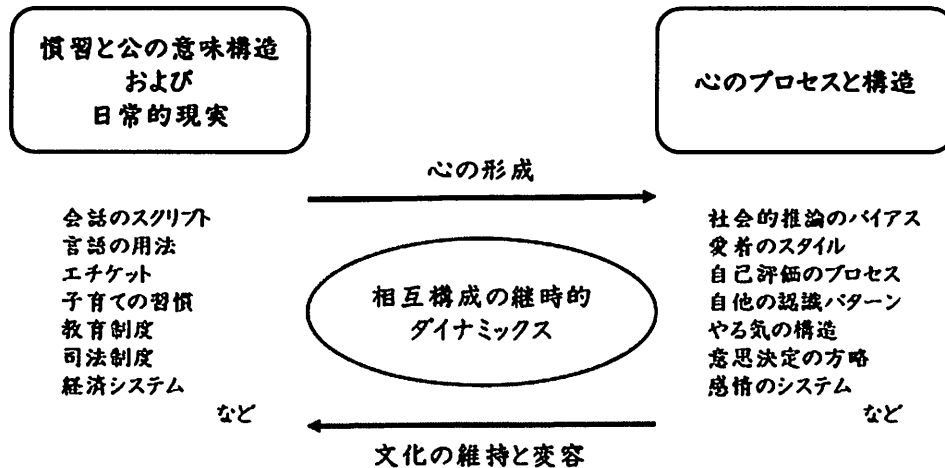 慣習と公の意味構造
および
日常的現実
心のプロセスと構造
心の形成
会話のスクリプト
言語の用法
エチケット
子育ての習慣
教育制度
司法制度
経済システム
など
相互構成の継時的
ダイナミックス
社会的推論のバイアス
愛着のスタイル
自己評価のプロセス
自他の認識パターン
やる気の構造
意思決定の方略
感情のシステム
など
文化の維持と変容